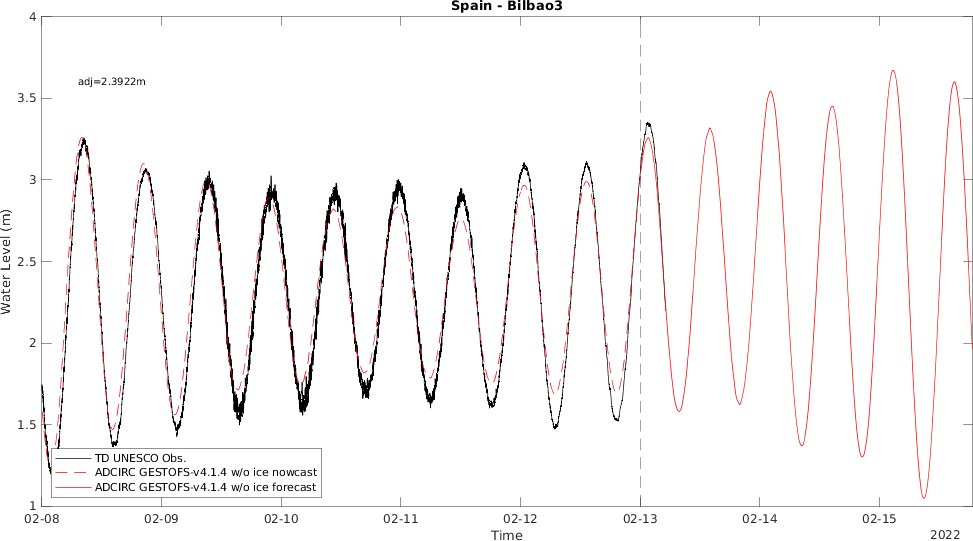 Spain - Bilbao3
adj=2.3922m
4
3.5
3
2.5
2
1.5
1
Water Level (m)
TD UNESCO Obs.
ADCIRC GESTOFS-v4.1.4 w/o ice nowcast
ADCIRC GESTOFS-v4.1.4 w/o ice forecast
02-08 02-09 02-10 02-11 02-12 02-13 02-14 02-15
Time
2022